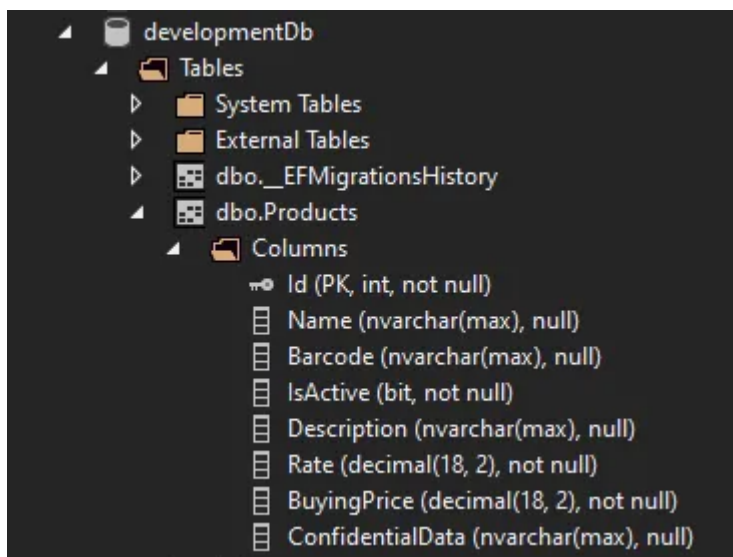 developmentDb
Tables
System Tables
External Tables
dbo.__EFMigrationsHistory
dbo.Products
Columns
Id (PK, int, not null)
Name (nvarchar(max), null)
Barcode (nvarchar(max), null)
IsActive (bit, not null)
Description (nvarchar(max), null)
Rate (decimal(18, 2), not null)
BuyingPrice (decimal(18, 2), not null)
ConfidentialData (nvarchar(max), null)